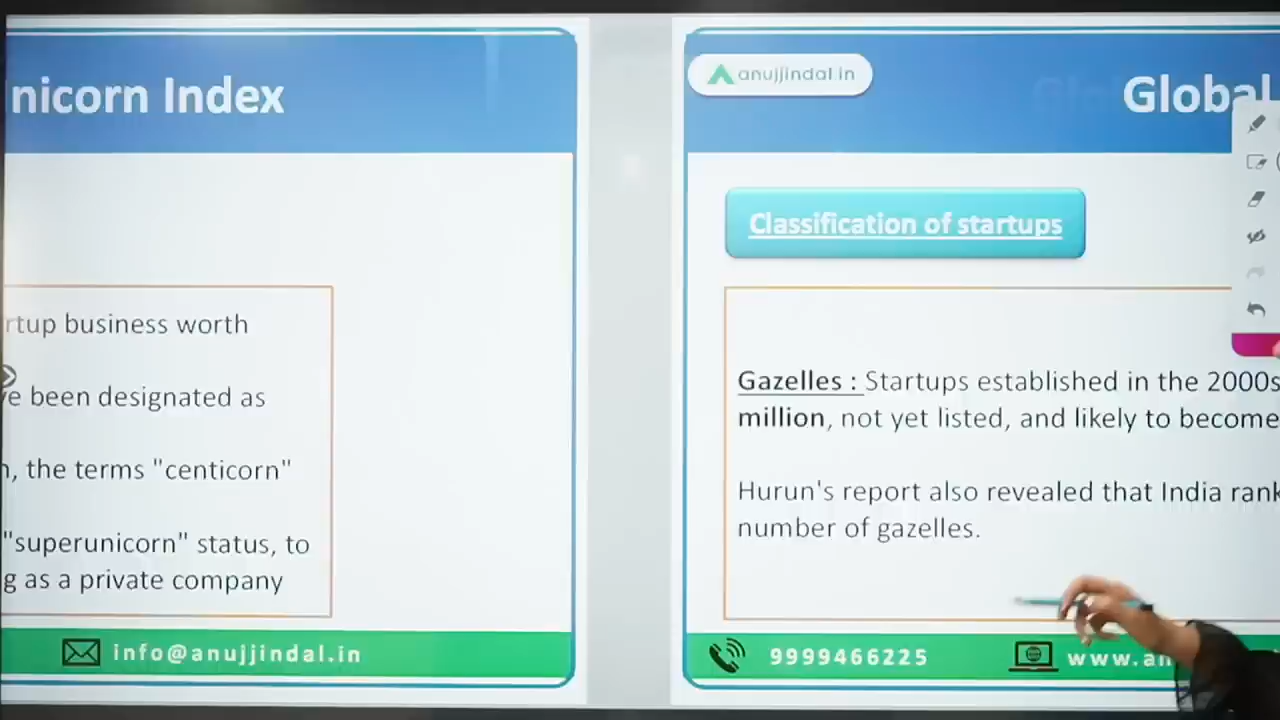 nicorn Index
rtup business worth
e been designated as
, the terms "centicorn"
"superunicorn" status, to
g as a private company
info@anujjindal.in
anujjindal.in
Global
Classification of startups
Gazelles : Startups established in the 2000s
million, not yet listed, and likely to become
Hurun's report also revealed that India rank
number of gazelles.
9999466225
www.an